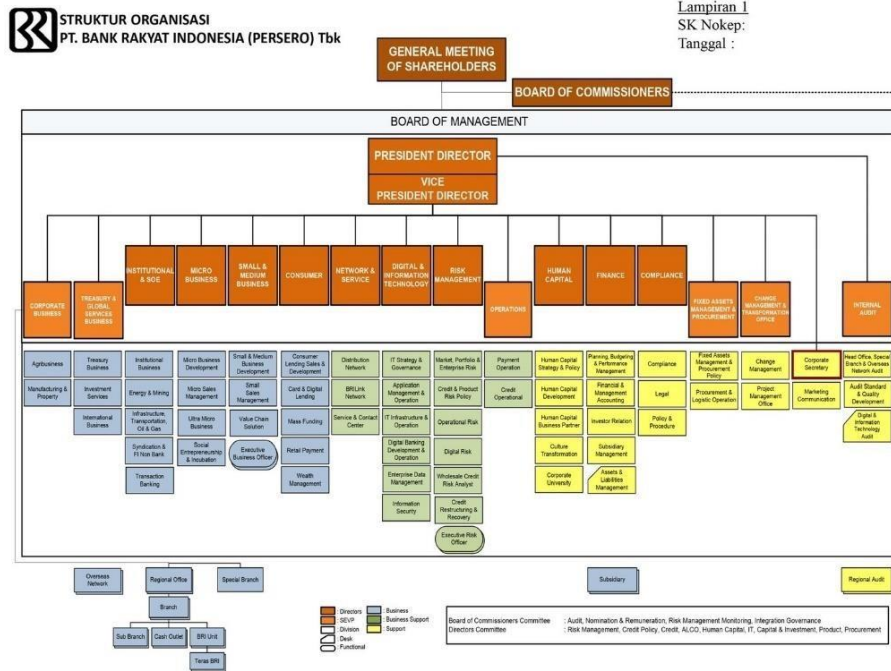 STRUKTUR ORGANISASI
PT. BANK RAKYAT INDONESIA (PERSERO) Tbk
Lampiran 1
SK Nokep:
Tanggal :
GENERAL MEETING
OF SHAREHOLDERS
BOARD OF COMMISSIONERS
BOARD OF MANAGEMENT
PRESIDENT DIRECTOR
VICE
PRESIDENT DIRECTOR
CORPORATE
BUSINESS
TREASURY &
GLOBAL
SERVICES
BUSINESS
INSTITUTIONAL
& SOE
MICRO
BUSINESS
SMALL &
MEDIUM
BUSINESS
CONSUMER
NETWORK &
SERVICE
DIGITAL &
INFORMATION
TECHNOLOGY
RISK
MANAGEMENT
OPERATIONS
HUMAN
CAPITAL
FINANCE
COMPLIANCE
FIXED ASSETS
MANAGEMENT &
PROCUREMENT
CHANGE
MANAGEMENT &
TRANSFORMATION
OFFICE
INTERNAL
AUDIT
Agribusiness
Manufacturing &
Property
Treasury
Business
Investment
Services
International
Business
Institutional
Business
Energy & Mining
Infrastructure,
Transportation,
Oil & Gas
Syndication &
FI Non Bank
Transaction
Banking
Micro Business
Development
Micro Sales
Management
Ultra Micro
Business
Social
Entrepreneurship
& Incubation
Small & Medium
Business
Development
Small
Sales
Management
Value Chain
Solution
Executive
Business Officer
Consumer
Lending Sales &
Development
Card & Digital
Lending
Mass Funding
Retail Payment
Wealth
Management
Distribution
Network
BRILink
Network
Service & Contact
Center
IT Strategy &
Governance
Application
Management &
Operation
IT Infrastructure &
Operation
Digital Banking
Development &
Operation
Enterprise Data
Management
Information
Security
Market, Portfolio &
Enterprise Risk
Credit & Product
Risk Policy
Operational Risk
Digital Risk
Wholesale Credit
Risk Analyst
Credit
Restructuring &
Recovery
Executive Risk
Officer
Payment
Operation
Credit
Operational
Human Capital
Strategy & Policy
Human Capital
Development
Human Capital
Business Partner
Culture
Transformation
Corporate
University
Planning, Budgeting
& Performance
Management
Financial &
Management
Accounting
Investor Relation
Subsidiary
Management
Assets &
Liabilities
Management
Compliance
Legal
Policy &
Procedure
Fixed Assets
Management &
Procurement
Policy
Procurement &
Logistic Operation
Change
Management
Project
Management
Office
Corporate
Secretary
Marketing
Communication
Head Office, Special
Branch & Overseas
Network Audit
Audit Standard
& Quality
Development
Digital &
Information
Technology
Audit
Overseas
Network
Regional Office
Special Branch
Branch
Sub Branch
Cash Outlet
BRI Unit
Teras BRI
Subsidiary
Regional Audit
: Directors
: SEVP
: Division
: Desk
: Functional
: Business
: Business Support
: Support
Board of Commissioners Committee : Audit, Nomination & Remuneration, Risk Management Monitoring, Integration Governance
Directors Committee : Risk Management, Credit Policy, Credit, ALCO, Human Capital, IT, Capital & Investment, Product, Procurement